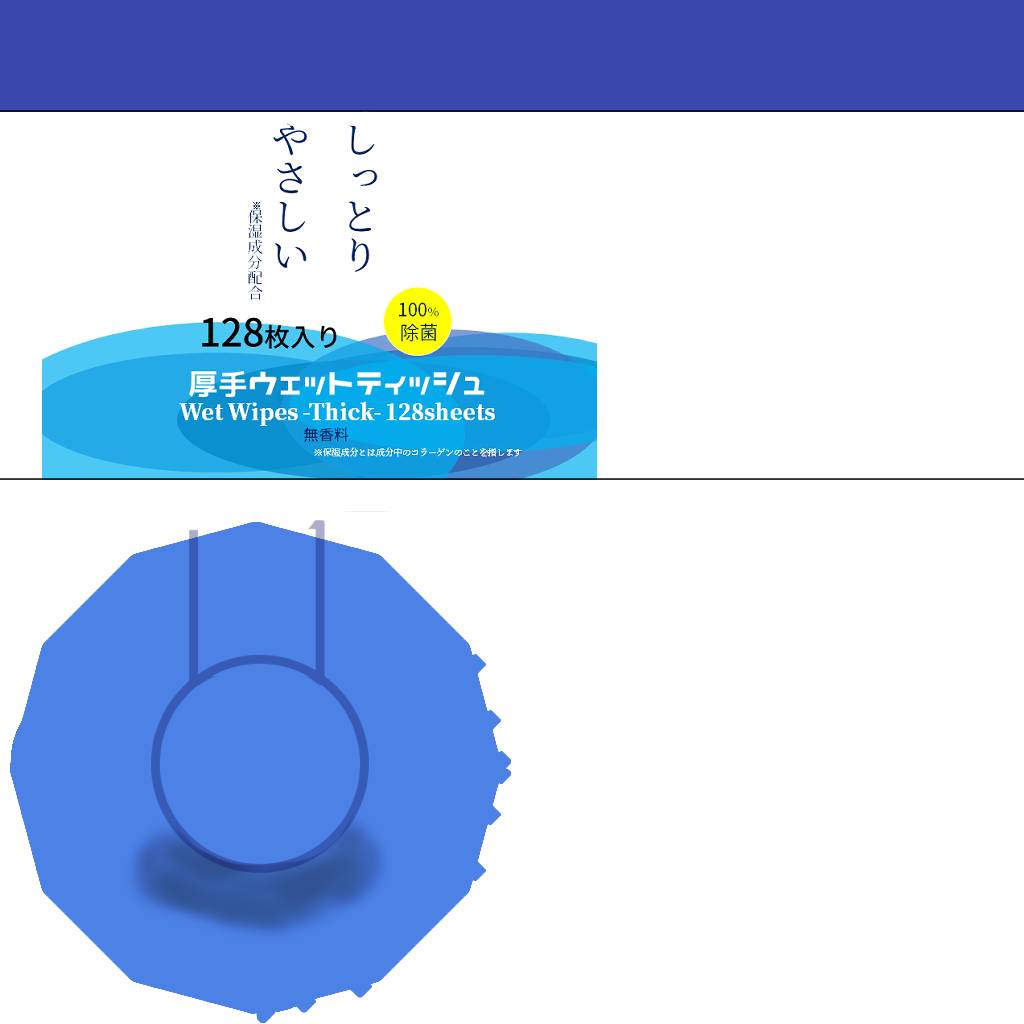 しっとり
やさしい
※保湿成分配合
100%
除菌
128枚入り
厚手ウェットティッシュ
Wet Wipes -Thick- 128sheets
無香料
※保湿成分とは成分中のコラーゲンのことを指します